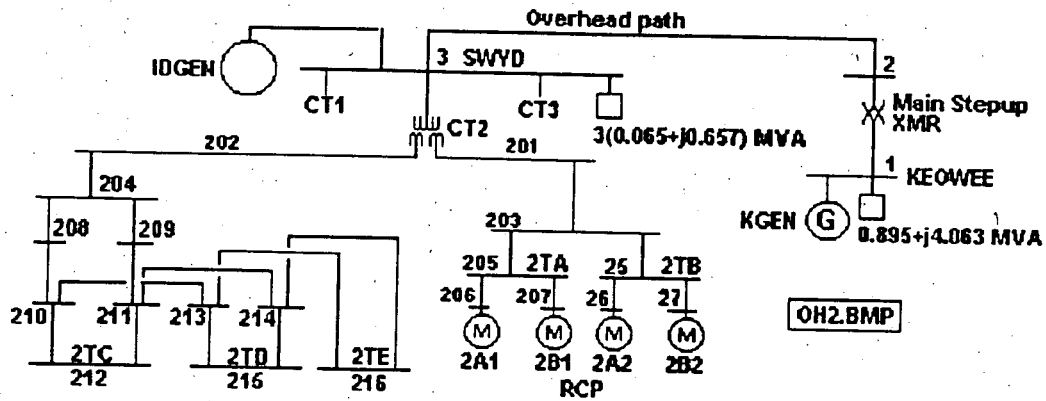 Overhead path
IDGEN
3 SWYD
2
CT1
CT3
Main Stepup
XMR
CT2
3(0.065+j0.657) MVA
202
201
1
KEOWEE
204
KGEN
G
0.895+j4.063 MVA
208
209
203
205
2TA
25
2TB
206
207
26
27
210
211
213
214
M
M
M
M
OH2.BMP
2TC
2TD
2TE
2A1
2B1
2A2
2B2
212
215
216
RCP